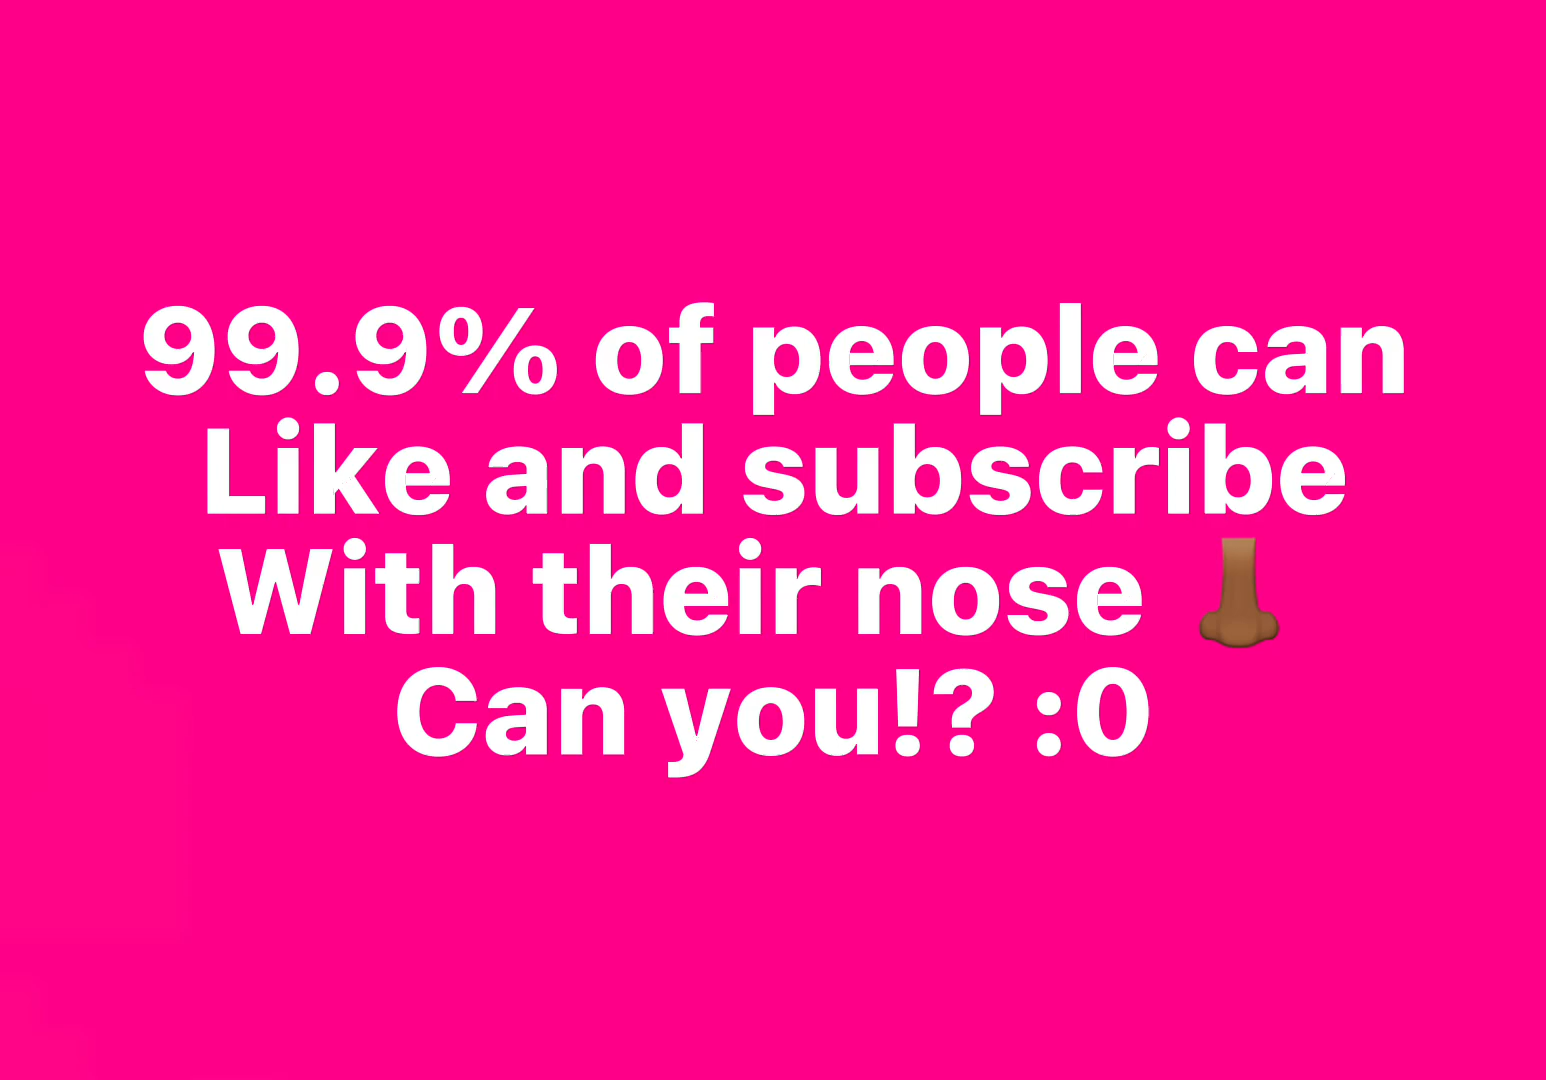 99.9% of people can
Like and subscribe
With their nose 👃🏾
Can you!? :0